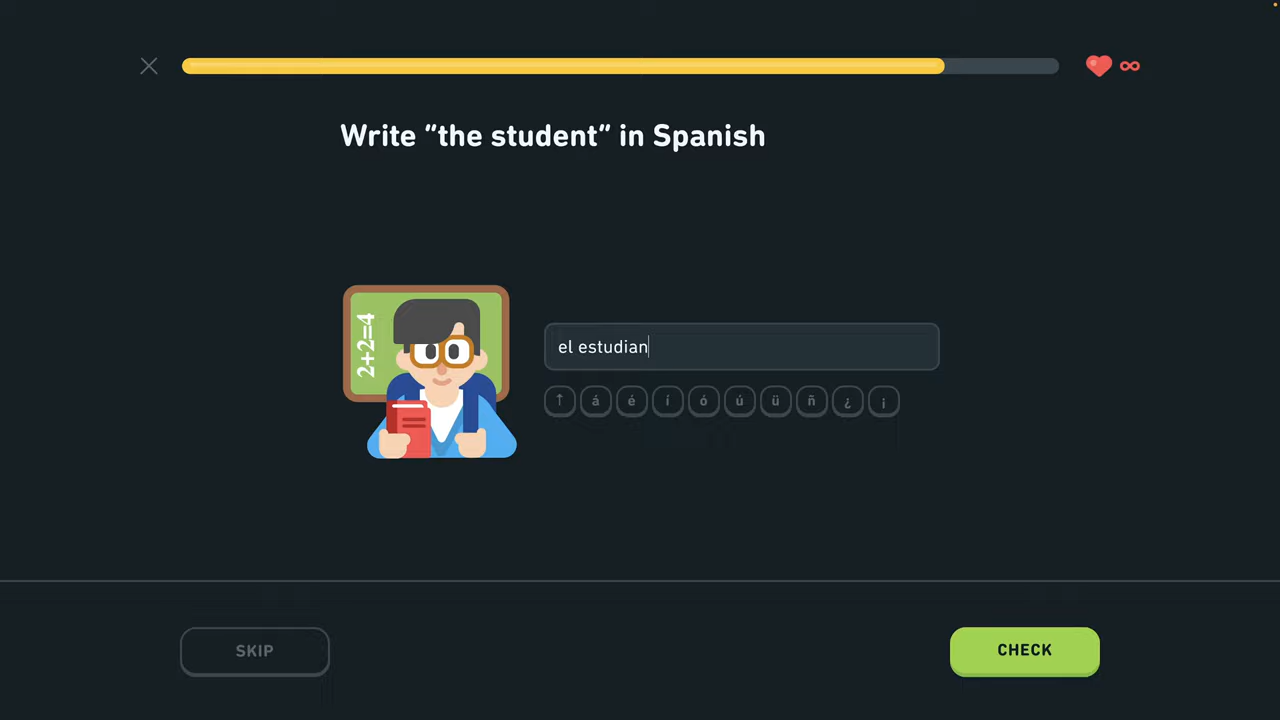 Write “the student” in Spanish
2+2=4
el estudian
↑ á é í ó ú ü ñ ¿ ¡
SKIP
CHECK